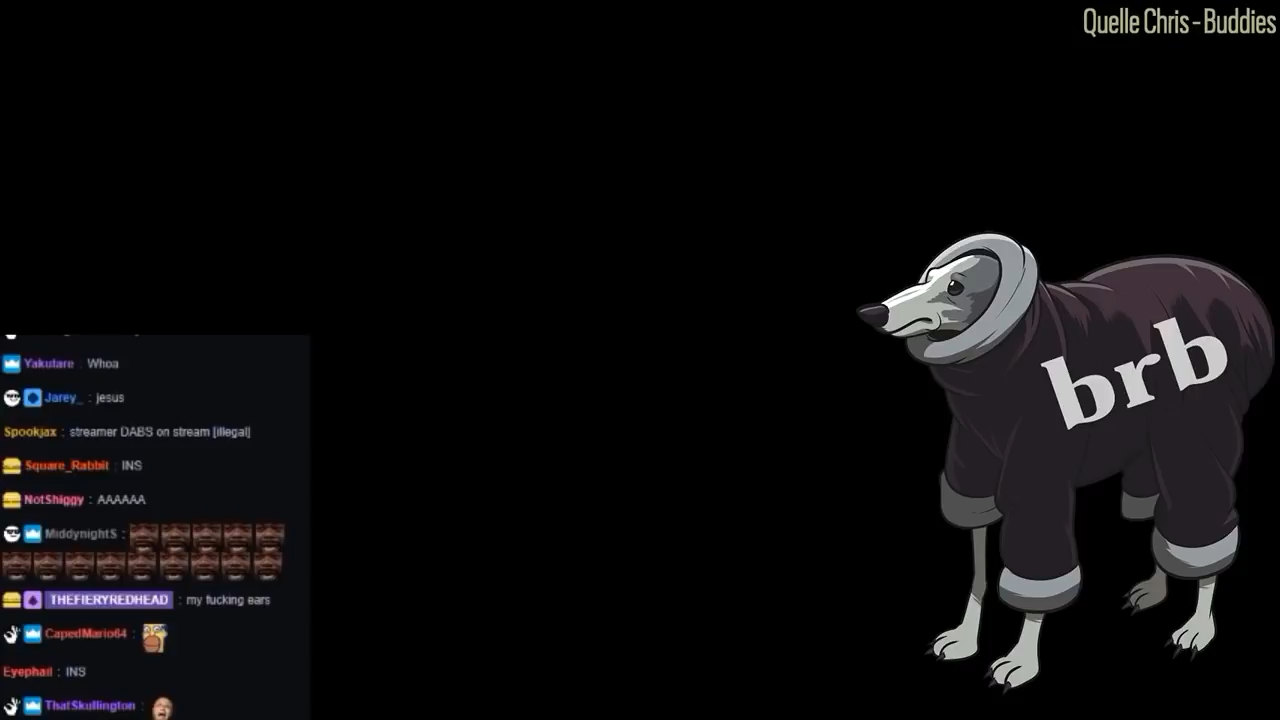 Quelle Chris - Buddies
brb
Yakutare : Whoa
Jarey_ : jesus
Spookjax : streamer DABS on stream [illegal]
Square_Rabbit : INS
NotShiggy : AAAAAA
MiddynightS :
THEFIERYREDHEAD : my fucking ears
CapedMario64 :
Eyephail : INS
ThatSkullington :